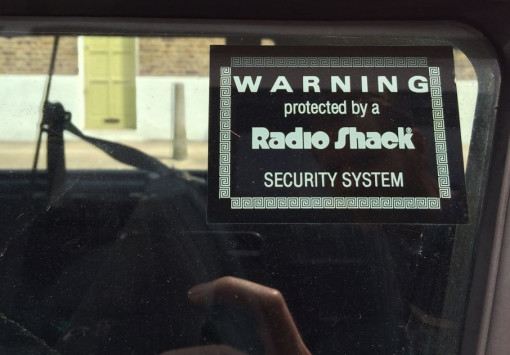 WARNING
protected by a
Radio Shack®
SECURITY SYSTEM